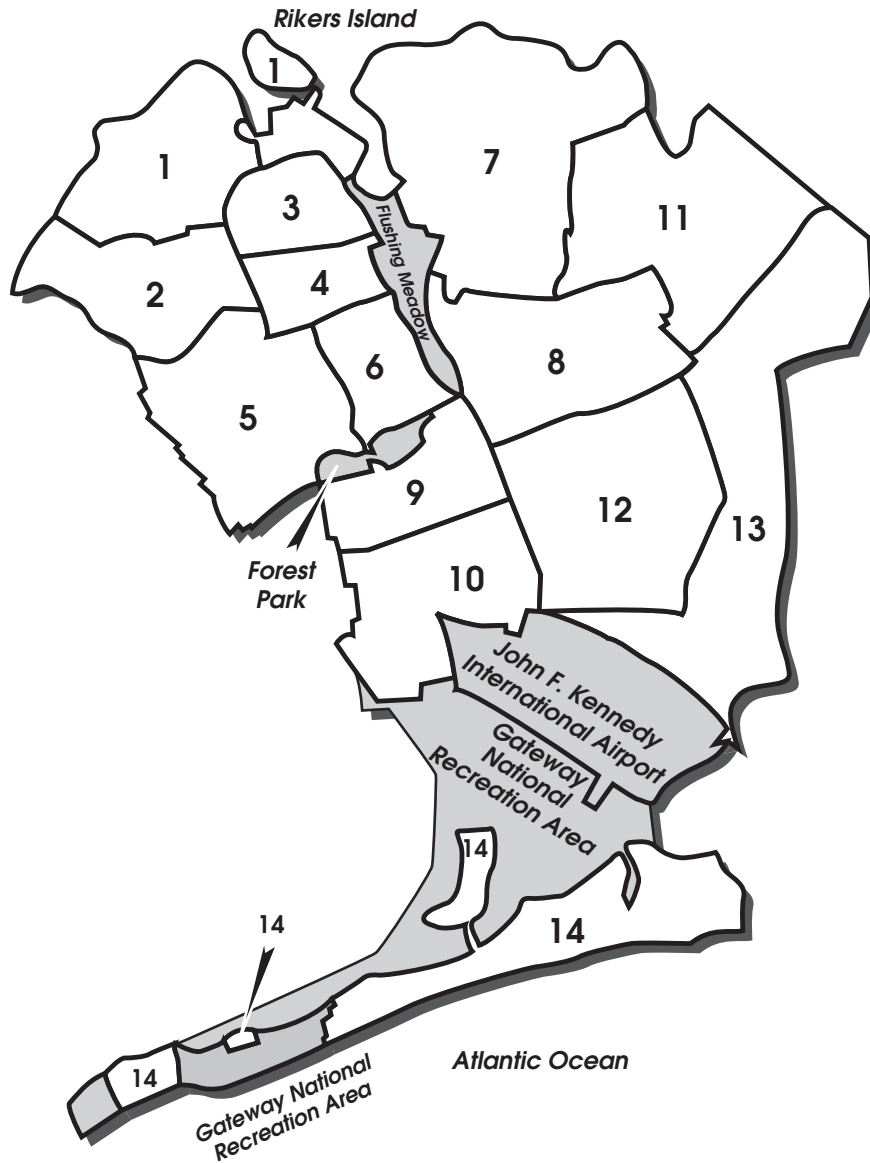 Rikers Island
1
1
7
3
11
Flushing Meadow
4
2
6
8
5
9
12
13
Forest
Park
10
John F. Kennedy
International Airport
Gateway
National
Recreation Area
14
14
14
Atlantic Ocean
14
Gateway National
Recreation Area